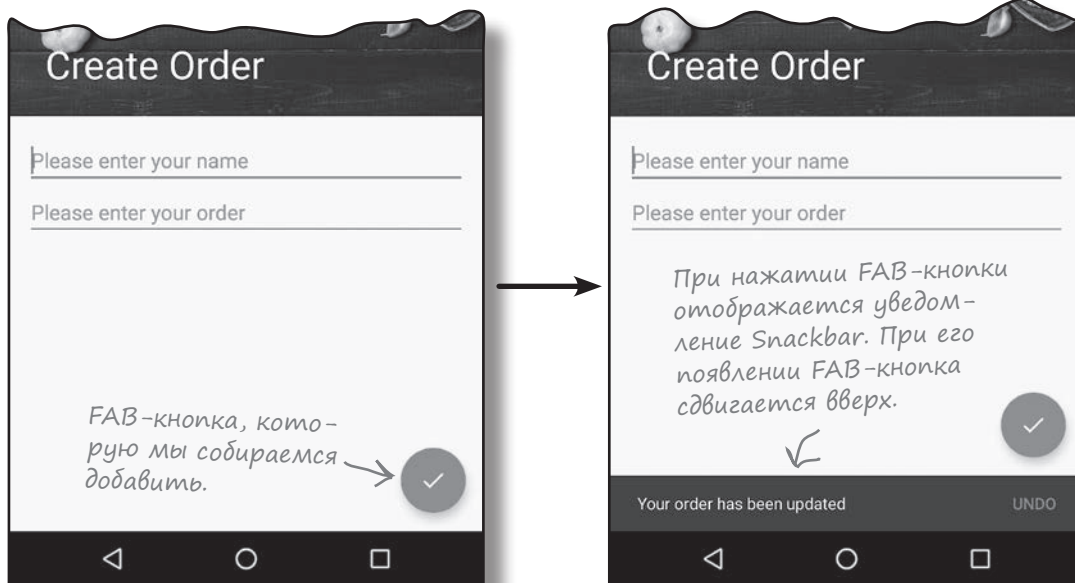 Create Order
Please enter your name
Please enter your order
FAB-кнопка, кото-
рую мы собираемся
добавить.
Create Order
Please enter your name
Please enter your order
При нажатии FAB-кнопки
отображается уведом-
ление Snackbar. При его
появлении FAB-кнопка
сдвигается вверх.
Your order has been updated UNDO